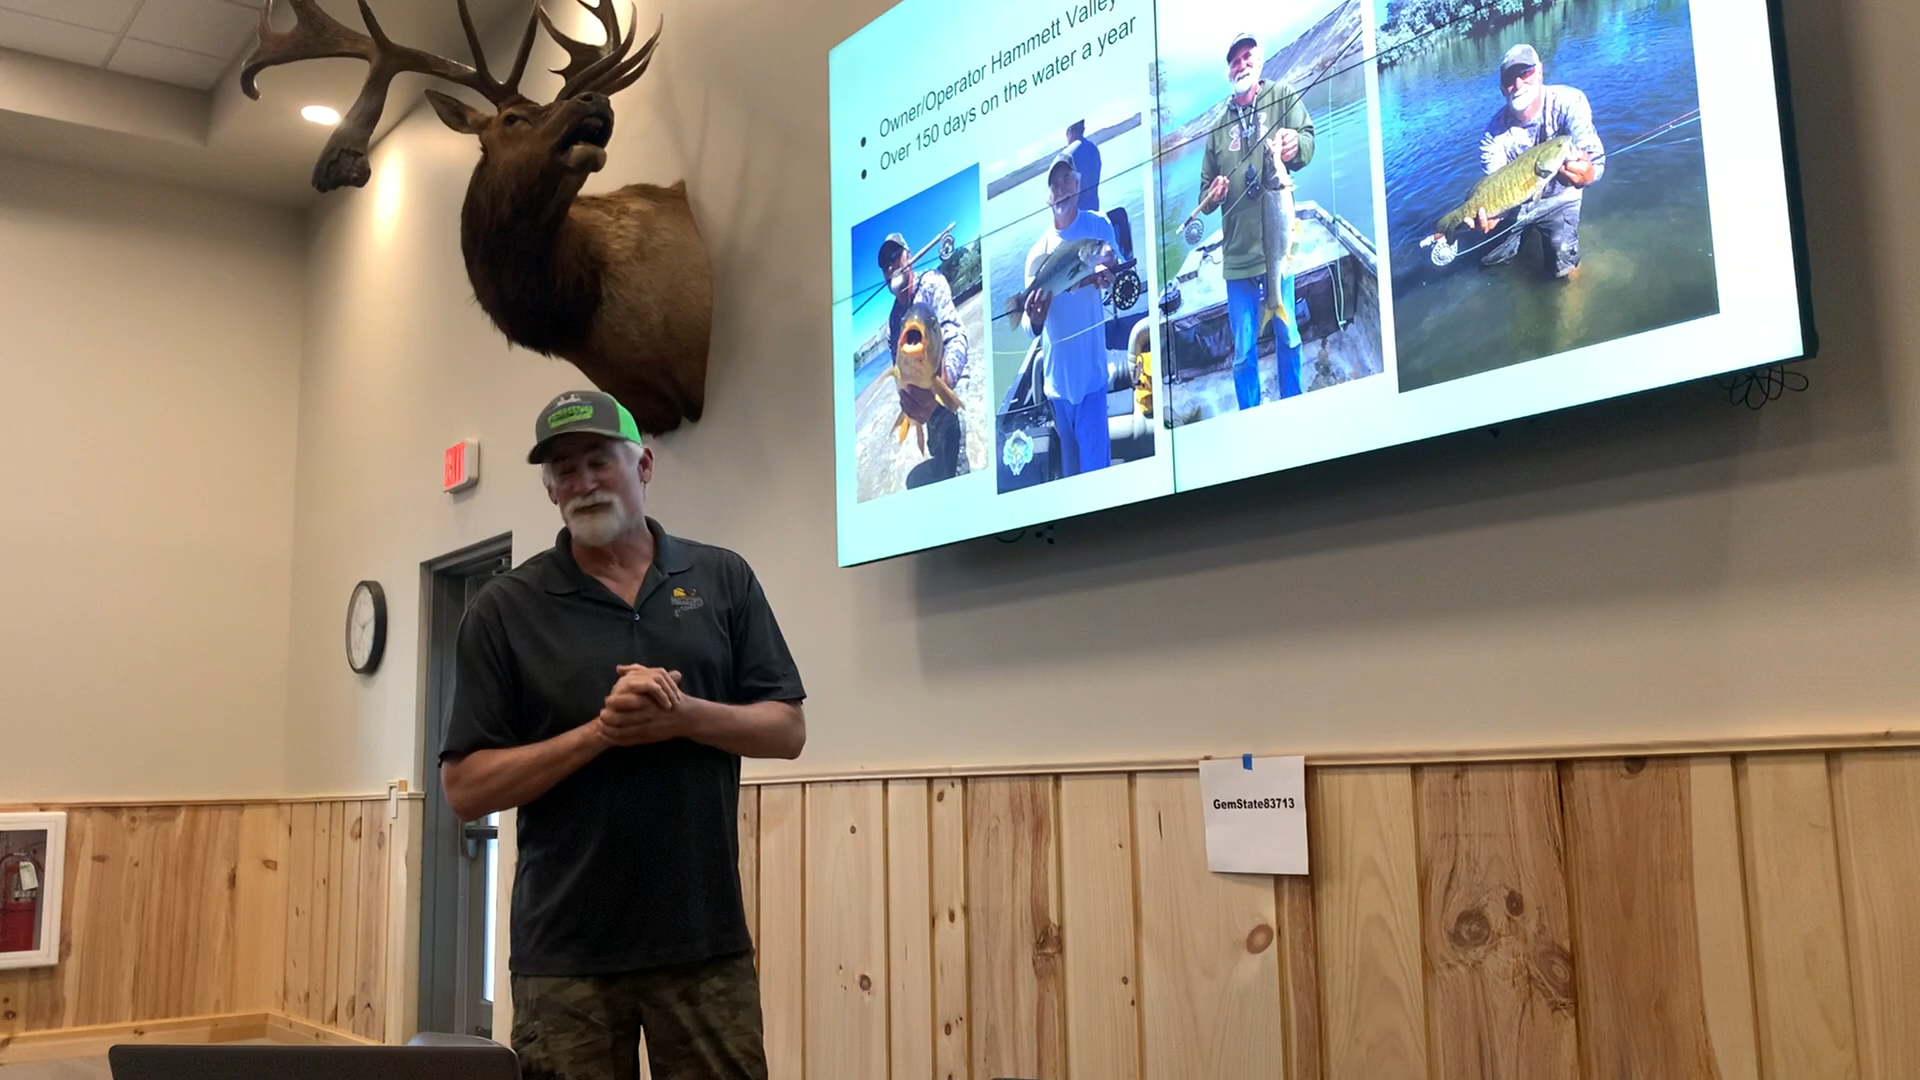 Owner/Operator Hammett Valley
Over 150 days on the water a year
EXIT
GemState83713